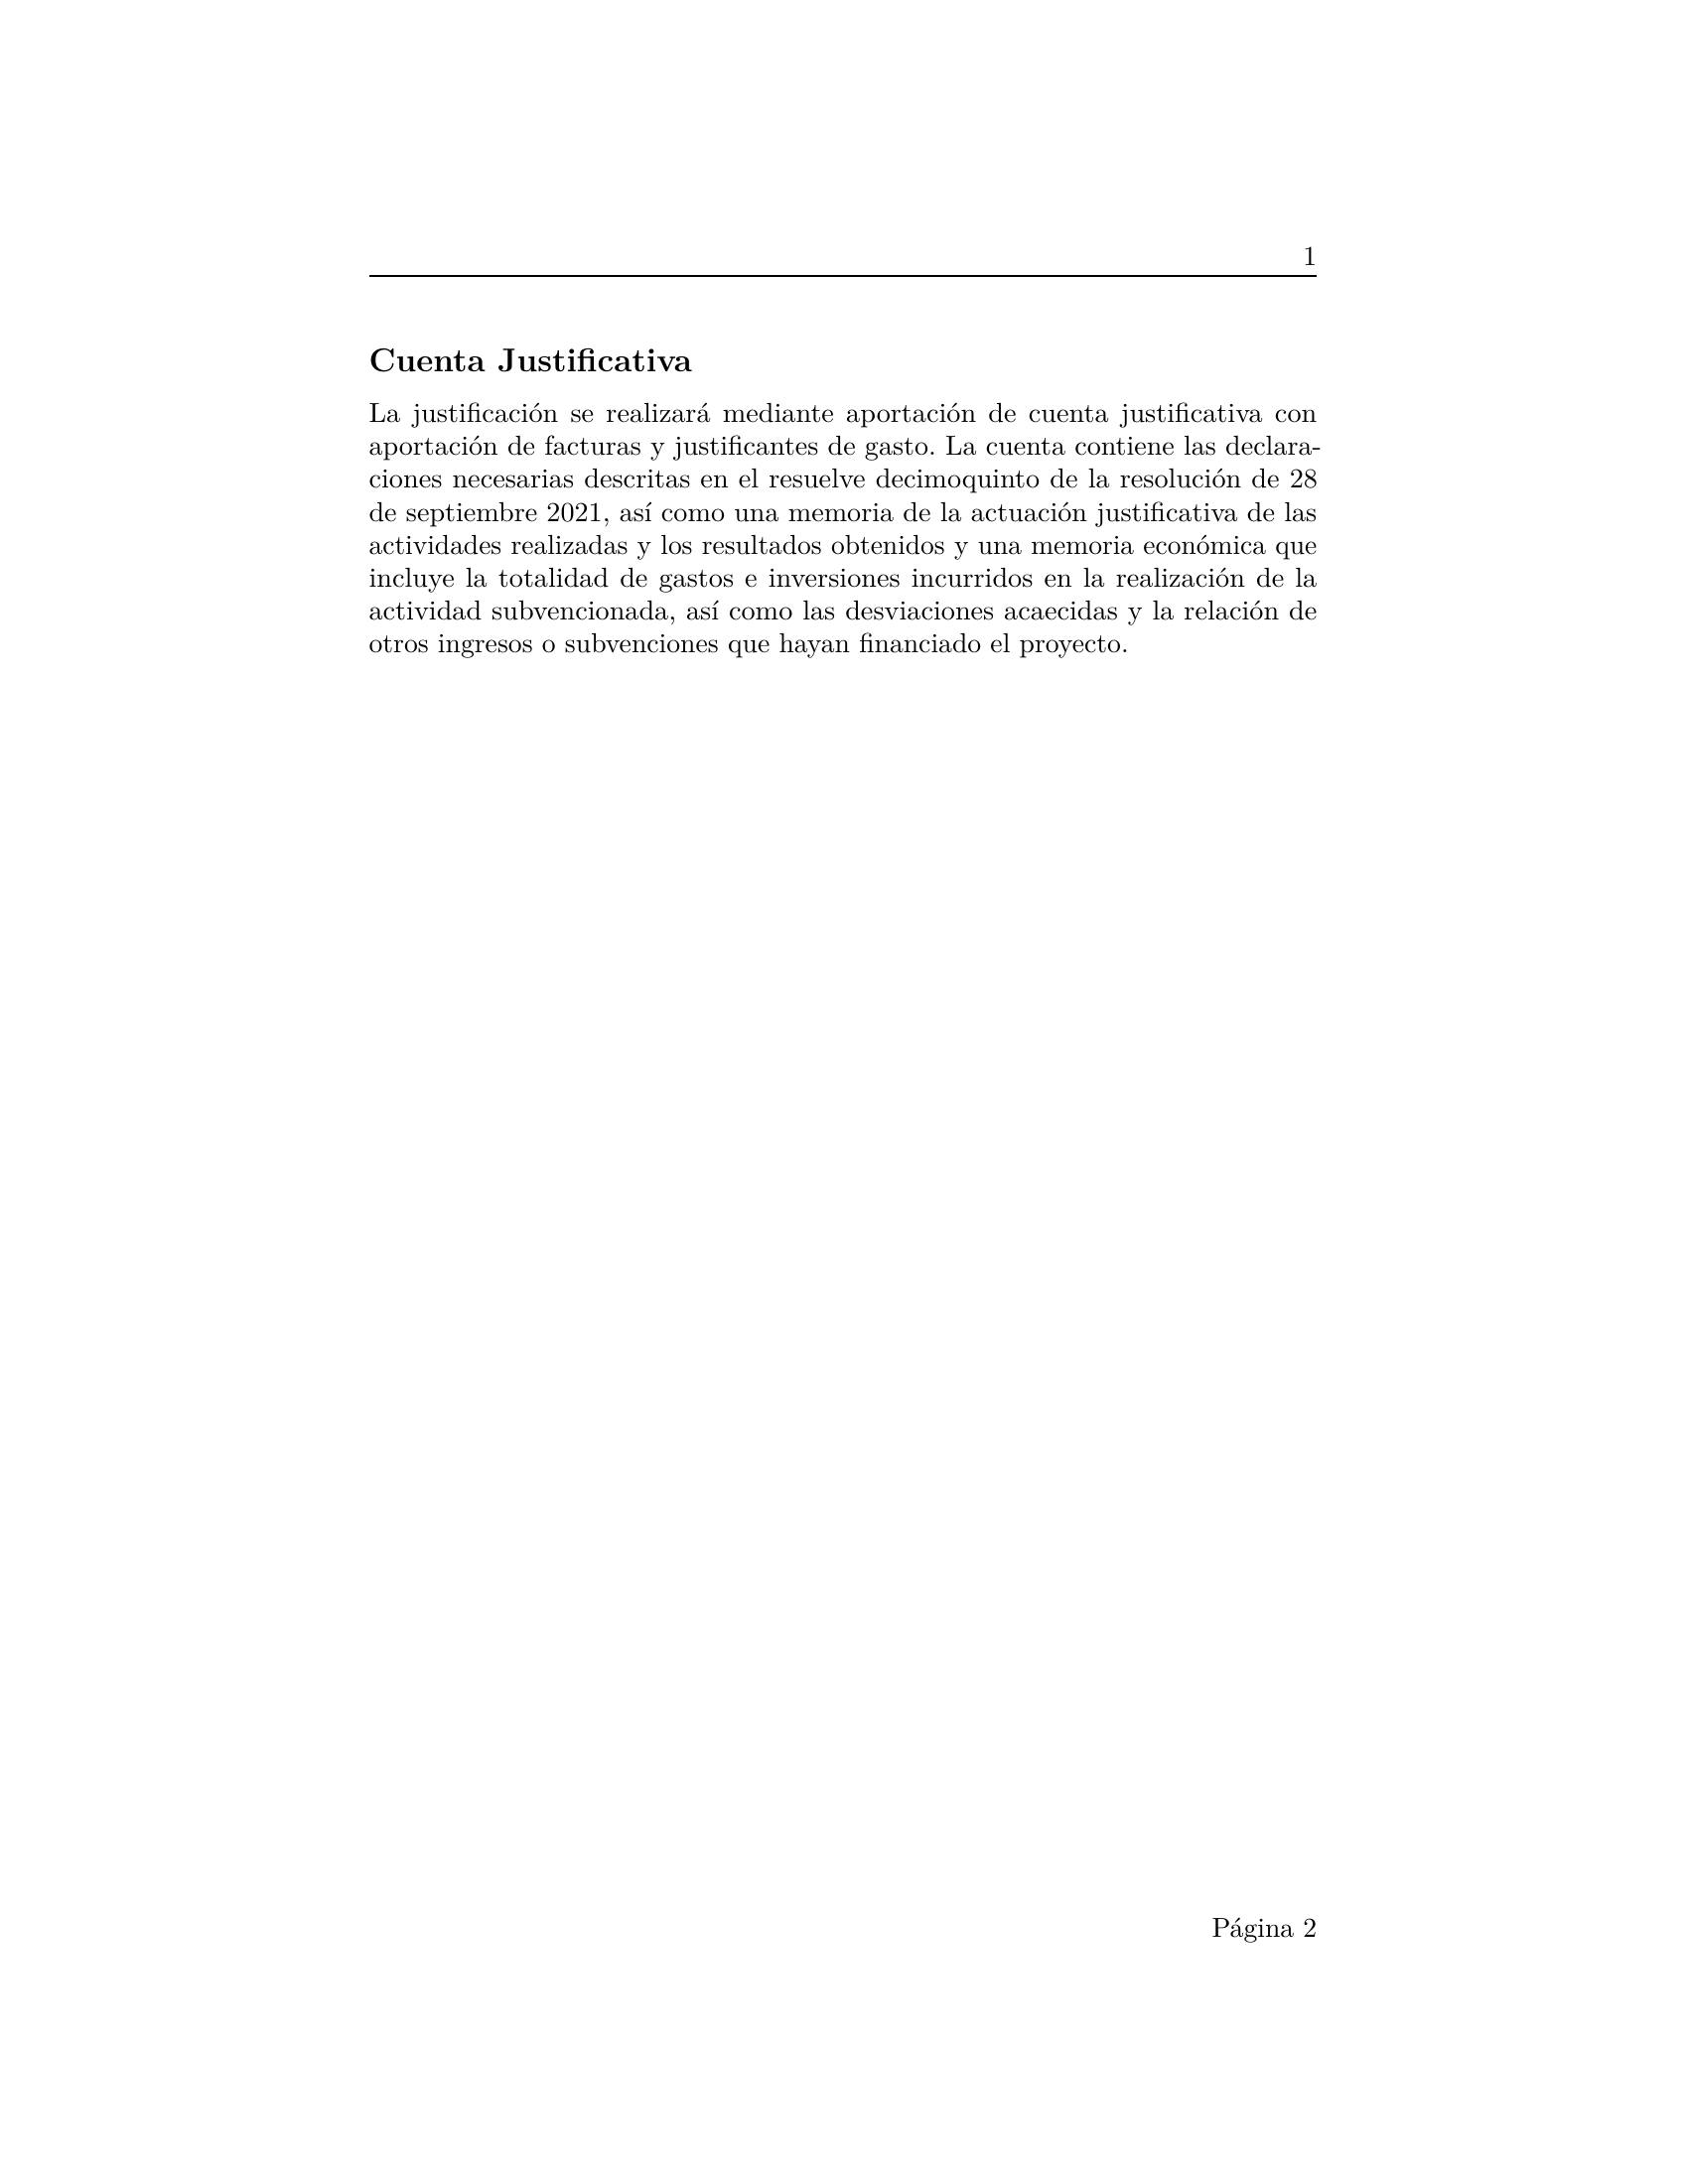 1
Cuenta Justificativa
La justificación se realizará mediante aportación de cuenta justificativa con
aportación de facturas y justificantes de gasto. La cuenta contiene las declara-
ciones necesarias descritas en el resuelve decimoquinto de la resolución de 28
de septiembre 2021, así como una memoria de la actuación justificativa de las
actividades realizadas y los resultados obtenidos y una memoria económica que
incluye la totalidad de gastos e inversiones incurridos en la realización de la
actividad subvencionada, así como las desviaciones acaecidas y la relación de
otros ingresos o subvenciones que hayan financiado el proyecto.
Página 2